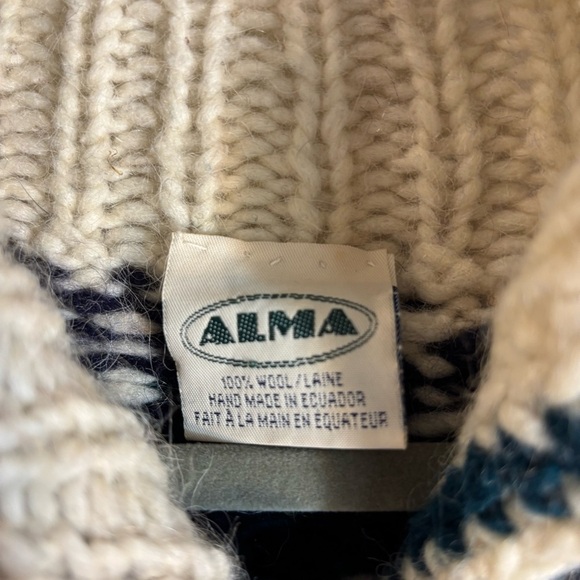 ALMA
100% WOOL/LAINE
HAND MADE IN ECUADOR
FAIT À LA MAIN EN ÉQUATEUR